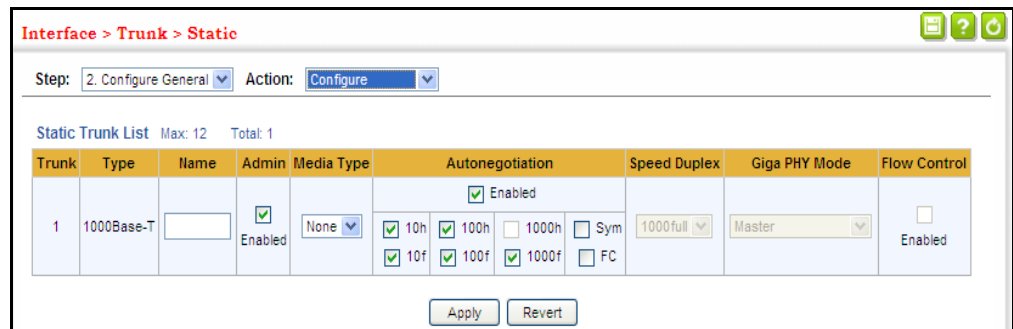 Interface > Trunk > Static
?
Step: 2. Configure General Action: Configure
Static Trunk List Max: 12 Total: 1
Trunk Type Name Admin Media Type Autonegotiation Speed Duplex Giga PHY Mode Flow Control
Enabled
1 1000Base-T Enabled None 10h 100h 1000h Sym 1000full Master Enabled
10f 100f 1000f FC
Apply Revert